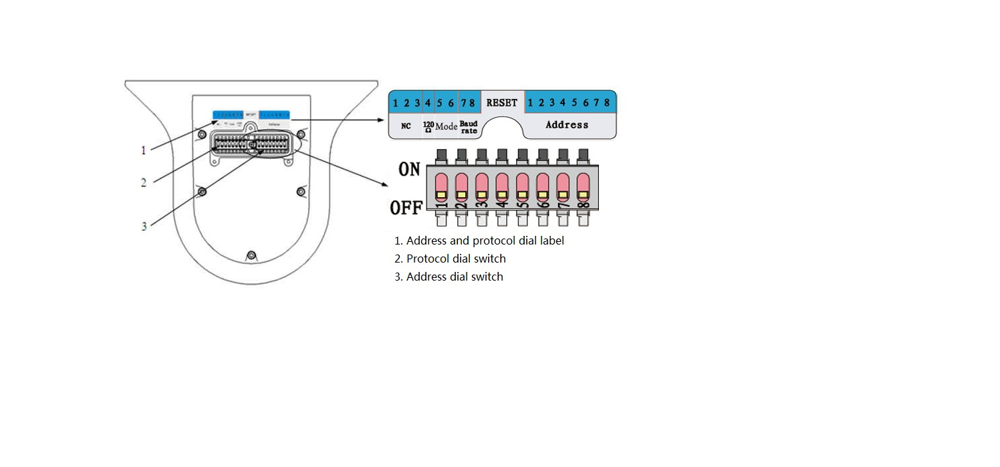 1 2 3 4 5 6 7 8 RESET 1 2 3 4 5 6 7 8
NC 120 Ω Mode Baud rate Address
1
2
3
ON
OFF
1 2 3 4 5 6 7 8
1. Address and protocol dial label
2. Protocol dial switch
3. Address dial switch